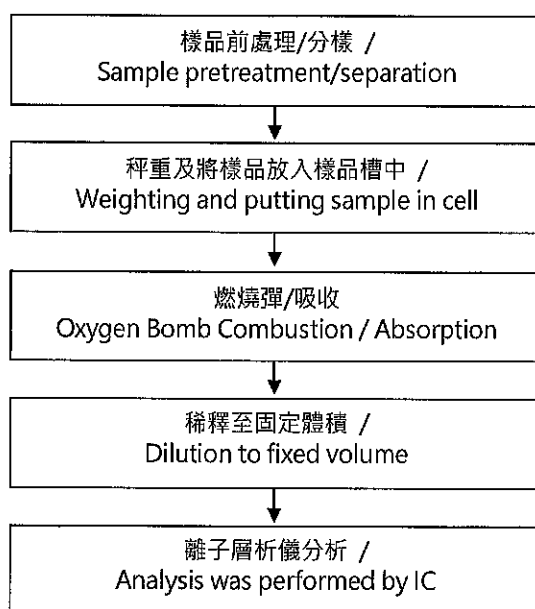 樣品前處理/分樣 /
Sample pretreatment/separation
秤重及將樣品放入樣品槽中 /
Weighting and putting sample in cell
燃燒彈/吸收
Oxygen Bomb Combustion / Absorption
稀釋至固定體積 /
Dilution to fixed volume
離子層析儀分析 /
Analysis was performed by IC